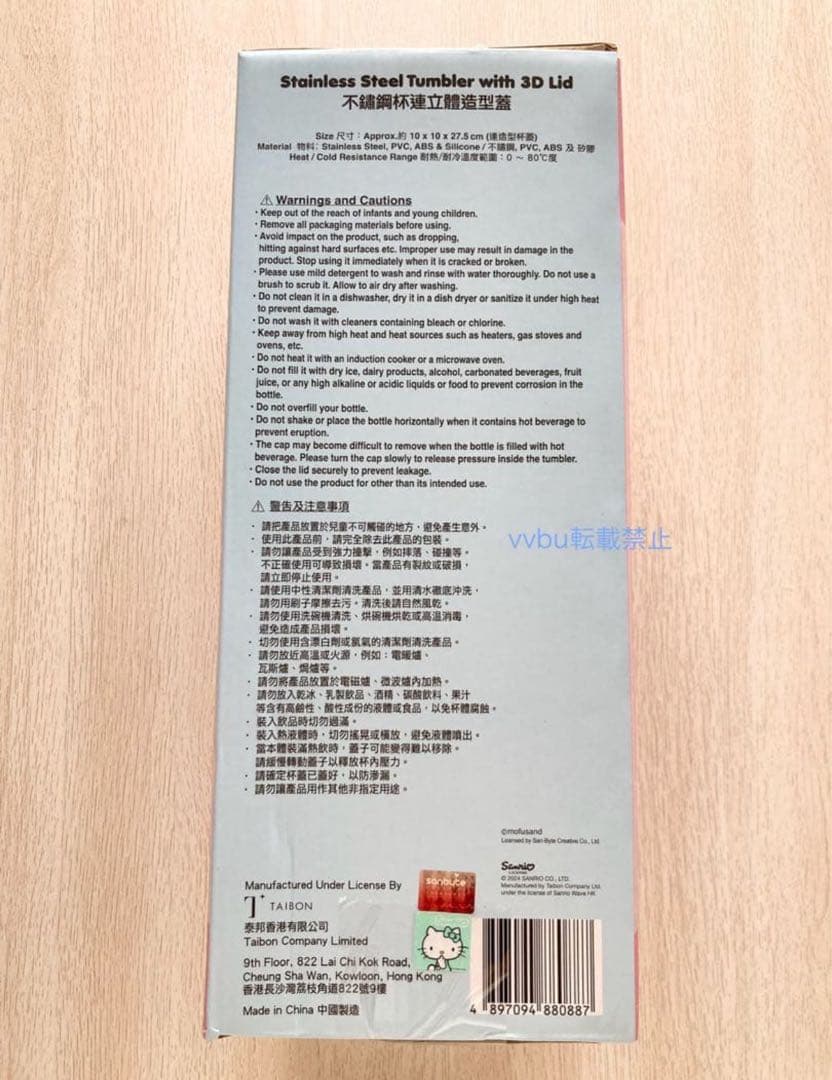 Stainless Steel Tumbler with 3D Lid
不鏽鋼杯連立體造型蓋
Size 尺寸：Approx.約 10 x 10 x 27.5 cm (連造型杯蓋)
Material 物料：Stainless Steel, PVC, ABS & Silicone / 不鏽鋼, PVC, ABS 及 矽膠
Heat / Cold Resistance Range 耐熱/耐冷溫度範圍：0 ~ 80℃度
⚠ Warnings and Cautions
・Keep out of the reach of infants and young children.
・Remove all packaging materials before using.
・Avoid impact on the product, such as dropping,
hitting against hard surfaces etc. Improper use may result in damage in the
product. Stop using it immediately when it is cracked or broken.
・Please use mild detergent to wash and rinse with water thoroughly. Do not use a
brush to scrub it. Allow to air dry after washing.
・Do not clean it in a dishwasher, dry it in a dish dryer or sanitize it under high heat
to prevent damage.
・Do not wash it with cleaners containing bleach or chlorine.
・Keep away from high heat and heat sources such as heaters, gas stoves and
ovens, etc.
・Do not heat it with an induction cooker or a microwave oven.
・Do not fill it with dry ice, dairy products, alcohol, carbonated beverages, fruit
juice, or any high alkaline or acidic liquids or food to prevent corrosion in the
bottle.
・Do not overfill your bottle.
・Do not shake or place the bottle horizontally when it contains hot beverage to
prevent eruption.
・The cap may become difficult to remove when the bottle is filled with hot
beverage. Please turn the cap slowly to release pressure inside the tumbler.
・Close the lid securely to prevent leakage.
・Do not use the product for other than its intended use.
⚠ 警告及注意事項
・請把產品放置於兒童不可觸碰的地方，避免產生意外。
・使用此產品前，請完全除去此產品的包裝。
・請勿讓產品受到強力撞擊，例如摔落、碰撞等。
不正確使用可導致損壞。當產品有裂紋或破損，
請立即停止使用。
・請使用中性清潔劑清洗產品，並用清水徹底沖洗，
請勿用刷子摩擦去污。清洗後請自然風乾。
・請勿使用洗碗機清洗、烘碗機烘乾或高溫消毒，
避免造成產品損壞。
・切勿使用含漂白劑或氯氣的清潔劑清洗產品。
・請勿放近高溫或火源，例如：電暖爐、
瓦斯爐、焗爐等。
・請勿將產品放置於電磁爐、微波爐內加熱。
・請勿放入乾冰、乳製飲品、酒精、碳酸飲料、果汁
等含有高鹼性、酸性成份的液體或食品，以免杯體腐蝕。
・裝入飲品時切勿過滿。
・裝入熱液體時，切勿搖晃或橫放，避免液體噴出。
・當本體裝滿熱飲時，蓋子可能變得難以移除。
請緩慢轉動蓋子以釋放杯內壓力。
・請確定杯蓋已蓋好，以防滲漏。
・請勿讓產品用作其他非指定用途。
vvbu転載禁止
©mofusand
Licensed by San-Byte Creative Co., Ltd
Sanrio
© 2024 SANRIO CO., LTD.
Manufactured by Taibon Company Ltd.
under the license of Sanrio Wave HK
Manufactured Under License By
TAIBON
泰邦香港有限公司
Taibon Company Limited
9th Floor, 822 Lai Chi Kok Road,
Cheung Sha Wan, Kowloon, Hong Kong
香港長沙灣荔枝角道822號9樓
Made in China 中國製造
sanbyte
4 897094 880887